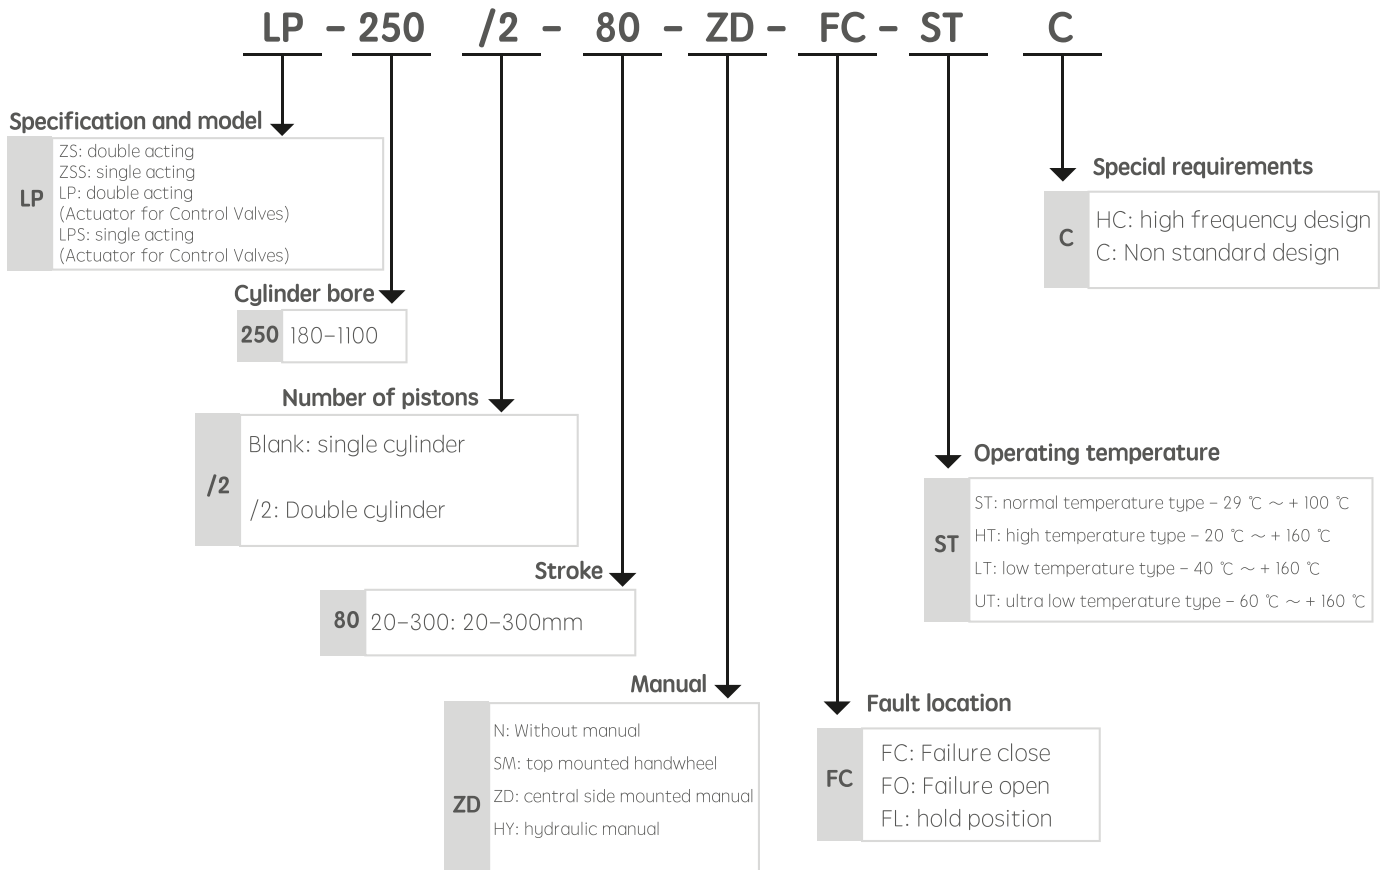 LP – 250 /2 – 80 – ZD – FC – ST C
Specification and model
LP
ZS: double acting
ZSS: single acting
LP: double acting
(Actuator for Control Valves)
LPS: single acting
(Actuator for Control Valves)
Special requirements
C
HC: high frequency design
C: Non standard design
Cylinder bore
250
180–1100
Number of pistons
/2
Blank: single cylinder
/2: Double cylinder
Operating temperature
ST
ST: normal temperature type – 29 ℃ ～ + 100 ℃
HT: high temperature type – 20 ℃ ～ + 160 ℃
LT: low temperature type – 40 ℃ ～ + 160 ℃
UT: ultra low temperature type – 60 ℃ ～ + 160 ℃
Stroke
80
20–300: 20–300mm
Manual
ZD
N: Without manual
SM: top mounted handwheel
ZD: central side mounted manual
HY: hydraulic manual
Fault location
FC
FC: Failure close
FO: Failure open
FL: hold position